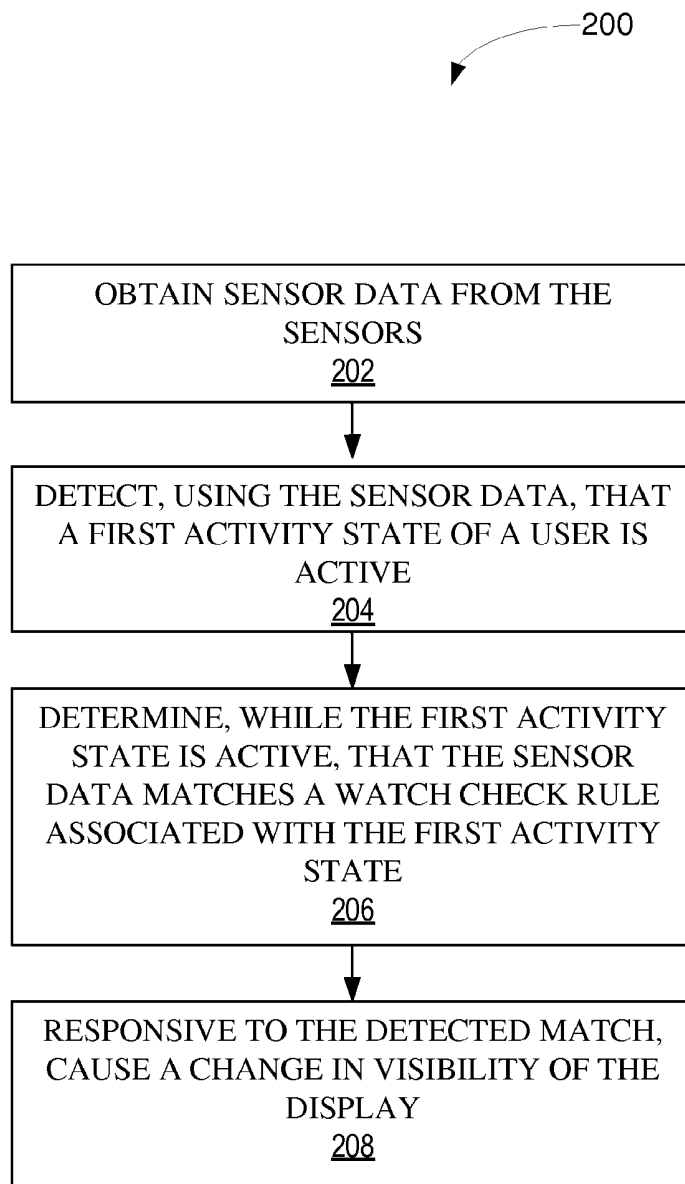 200
OBTAIN SENSOR DATA FROM THE
SENSORS
202
DETECT, USING THE SENSOR DATA, THAT
A FIRST ACTIVITY STATE OF A USER IS
ACTIVE
204
DETERMINE, WHILE THE FIRST ACTIVITY
STATE IS ACTIVE, THAT THE SENSOR
DATA MATCHES A WATCH CHECK RULE
ASSOCIATED WITH THE FIRST ACTIVITY
STATE
206
RESPONSIVE TO THE DETECTED MATCH,
CAUSE A CHANGE IN VISIBILITY OF THE
DISPLAY
208